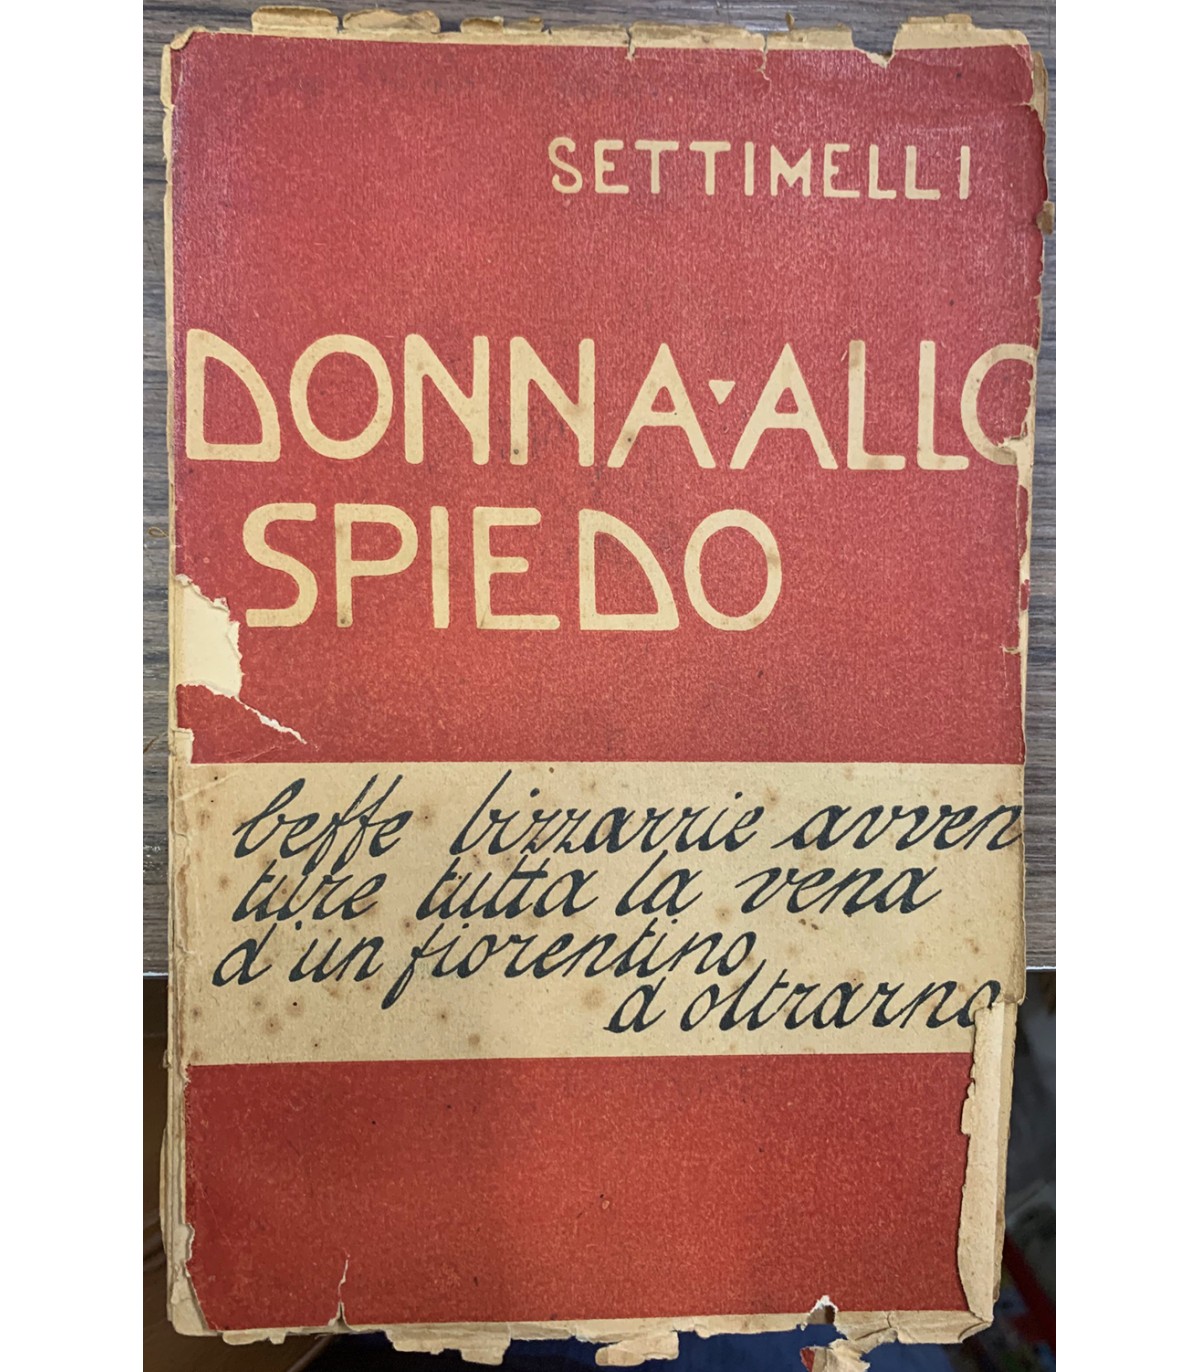 SETTIMELLI
DONNA▾ALLO
SPIEDO
beffe bizzarrie avven
ture tutta la vena
d'un fiorentino
d oltrarno